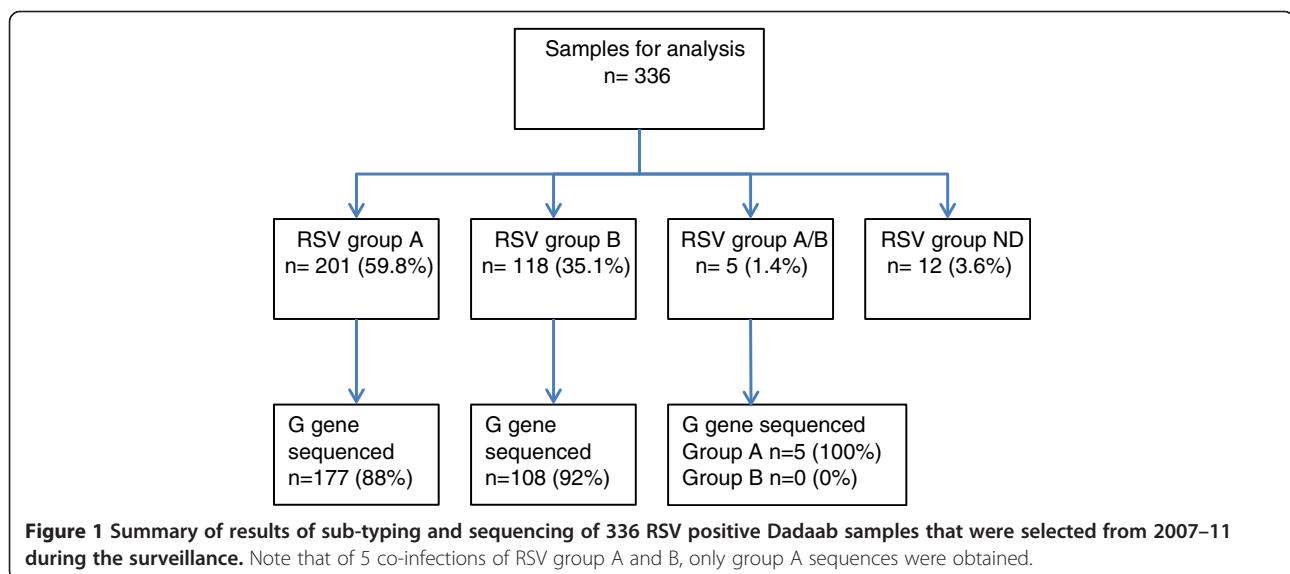 Samples for analysis
n= 336
RSV group A
n= 201 (59.8%)
RSV group B
n= 118 (35.1%)
RSV group A/B
n= 5 (1.4%)
RSV group ND
n= 12 (3.6%)
G gene
sequenced
n=177 (88%)
G gene
sequenced
n=108 (92%)
G gene sequenced
Group A n=5 (100%)
Group B n=0 (0%)
Figure 1 Summary of results of sub-typing and sequencing of 336 RSV positive Dadaab samples that were selected from 2007–11
during the surveillance. Note that of 5 co-infections of RSV group A and B, only group A sequences were obtained.